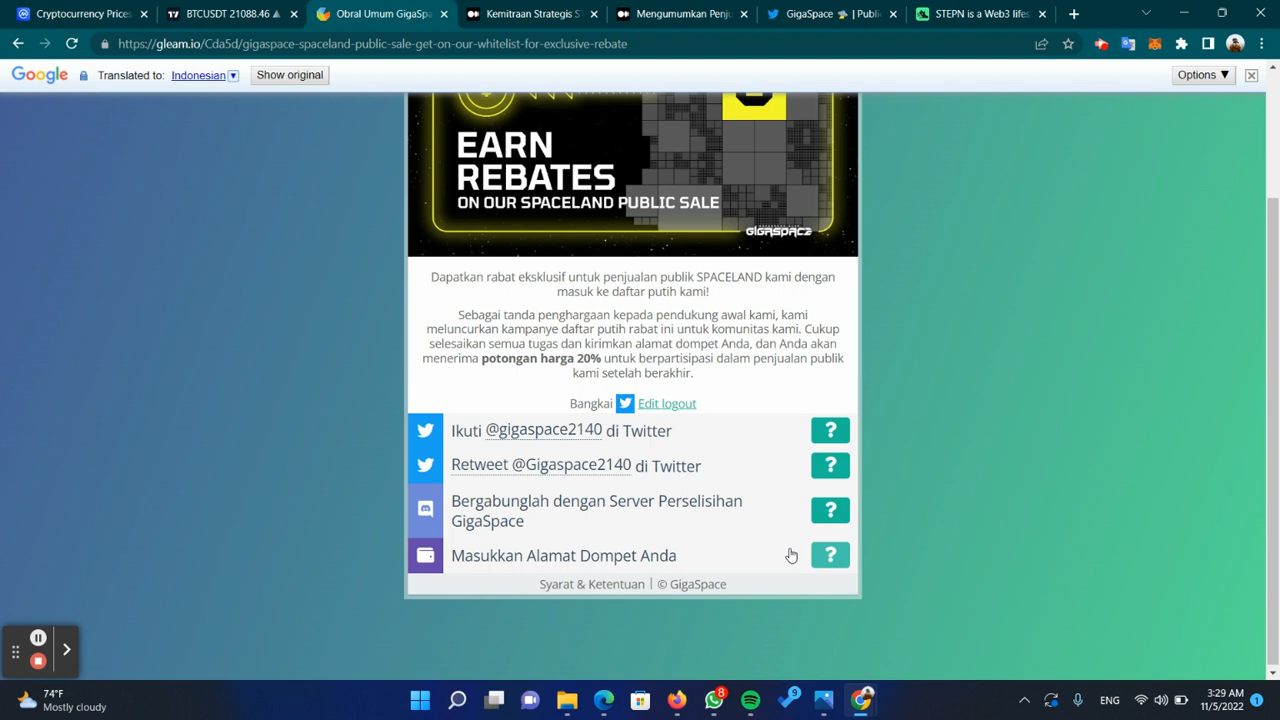 Cryptocurrency Prices
BTCUSDT 21088.46
Obral Umum GigaSpa
Kemitraan Strategis ST
Mengumumkan Penju
GigaSpace
| Publi
STEPN is a Web3 lifes
https://gleam.io/Cda5d/gigaspace-spaceland-public-sale-get-on-our-whitelist-for-exclusive-rebate
Google Translated to: Indonesian Show original Options ▼
EARN
REBATES
ON OUR SPACELAND PUBLIC SALE
GIGASPACE
Dapatkan rabat eksklusif untuk penjualan publik SPACELAND kami dengan
masuk ke daftar putih kami!
Sebagai tanda penghargaan kepada pendukung awal kami, kami
meluncurkan kampanye daftar putih rabat ini untuk komunitas kami. Cukup
selesaikan semua tugas dan kirimkan alamat dompet Anda, dan Anda akan
menerima potongan harga 20% untuk berpartisipasi dalam penjualan publik
kami setelah berakhir.
Bangkai Edit logout
Ikuti @gigaspace2140 di Twitter ?
Retweet @Gigaspace2140 di Twitter ?
Bergabunglah dengan Server Perselisihan
GigaSpace ?
Masukkan Alamat Dompet Anda ?
Syarat & Ketentuan | © GigaSpace
74°F
Mostly cloudy
8
9
ENG
3:29 AM
11/5/2022
1